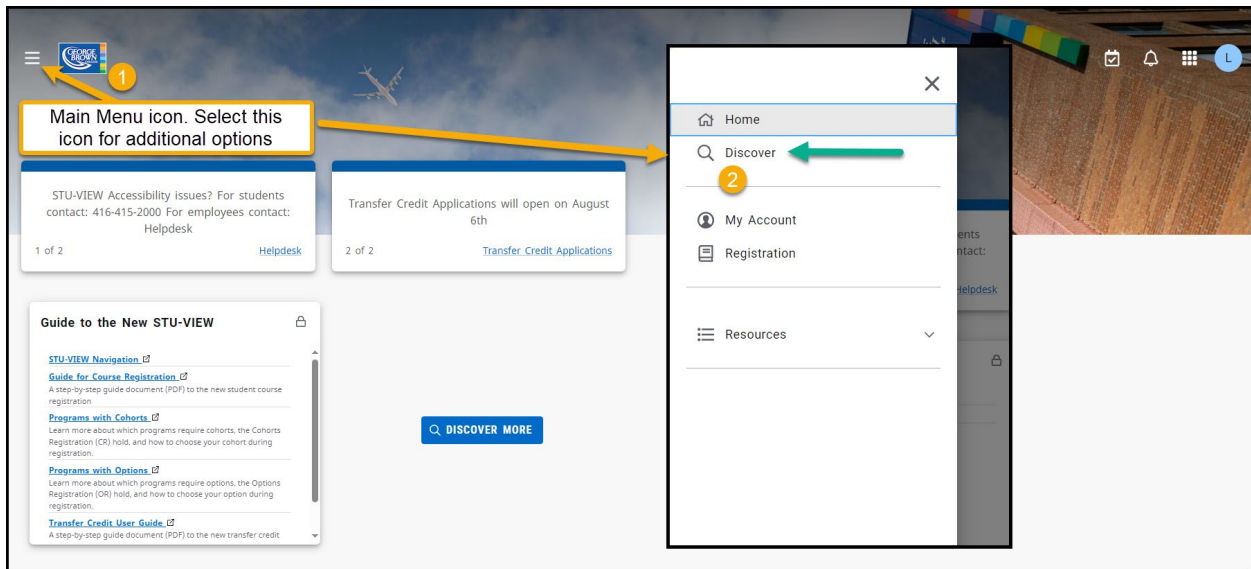 GEORGE
BROWN
1
L
Main Menu icon. Select this
icon for additional options
STU-VIEW Accessibility issues? For students
contact: 416-415-2000 For employees contact:
Helpdesk
1 of 2
Helpdesk
Transfer Credit Applications will open on August
6th
2 of 2
Transfer Credit Applications
Guide to the New STU-VIEW
STU-VIEW Navigation
Guide for Course Registration
A step-by-step guide document (PDF) to the new student course
registration
Programs with Cohorts
Learn more about which programs require cohorts, the Cohorts
Registration (CR) hold, and how to choose your cohort during
registration.
Programs with Options
Learn more about which programs require options, the Options
Registration (OR) hold, and how to choose your option during
registration.
Transfer Credit User Guide
A step-by-step guide document (PDF) to the new transfer credit
DISCOVER MORE
Home
Discover
2
My Account
Registration
Resources
ents
ntact:
Helpdesk